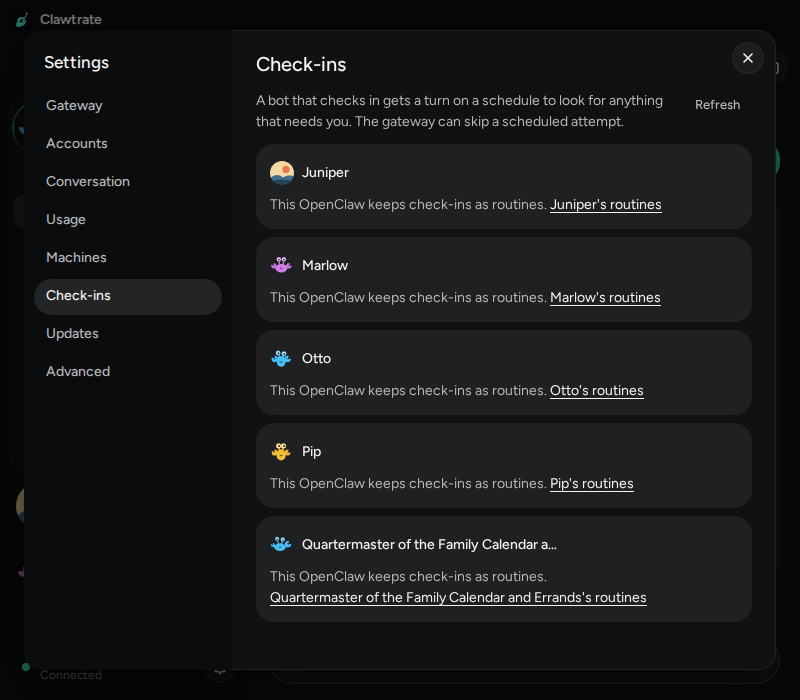 Clawtrate
Settings
Gateway
Accounts
Conversation
Usage
Machines
Check-ins
Updates
Advanced
Connected
Check-ins
A bot that checks in gets a turn on a schedule to look for anything
that needs you. The gateway can skip a scheduled attempt.
Refresh
Juniper
This OpenClaw keeps check-ins as routines. Juniper's routines
Marlow
This OpenClaw keeps check-ins as routines. Marlow's routines
Otto
This OpenClaw keeps check-ins as routines. Otto's routines
Pip
This OpenClaw keeps check-ins as routines. Pip's routines
Quartermaster of the Family Calendar a...
This OpenClaw keeps check-ins as routines.
Quartermaster of the Family Calendar and Errands's routines